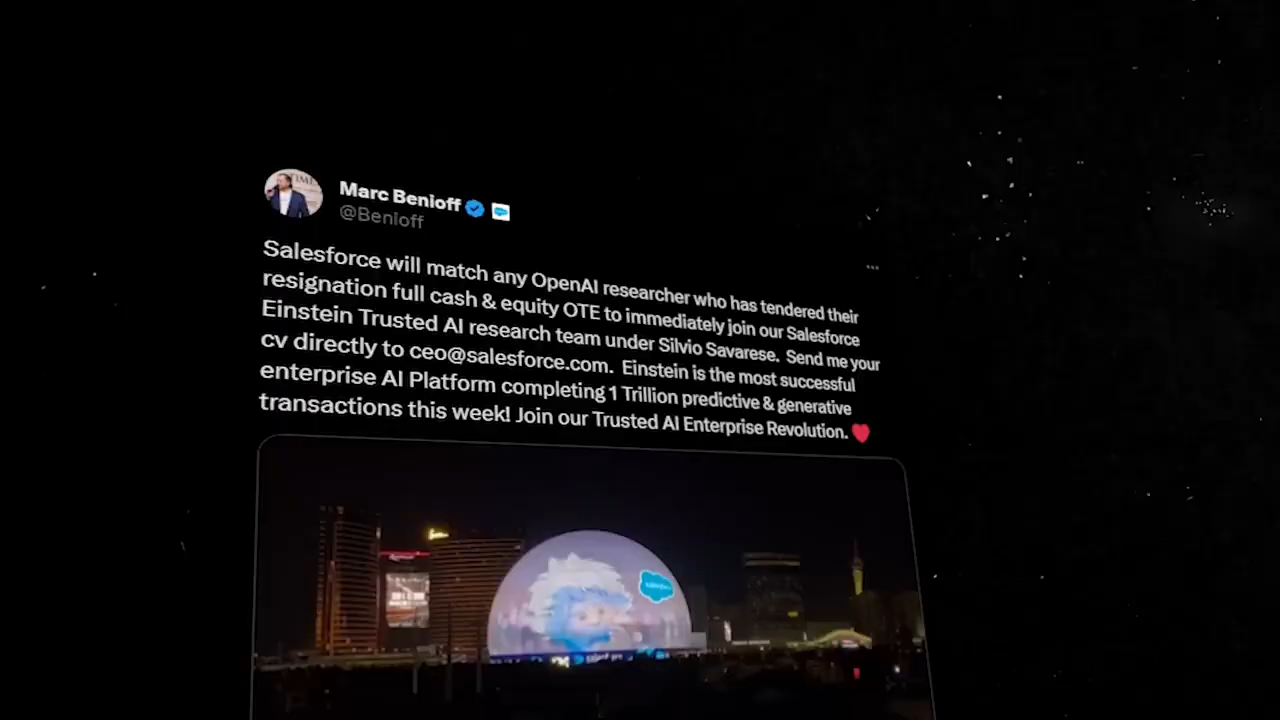 Marc Benioff
@Benioff
Salesforce will match any OpenAI researcher who has tendered their
resignation full cash & equity OTE to immediately join our Salesforce
Einstein Trusted AI research team under Silvio Savarese.  Send me your
cv directly to ceo@salesforce.com.  Einstein is the most successful
enterprise AI Platform completing 1 Trillion predictive & generative
transactions this week! Join our Trusted AI Enterprise Revolution. ❤️